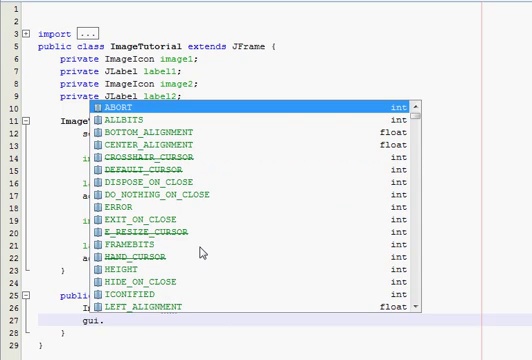 1
2
3 import ...
5 public class ImageTutorial extends JFrame {
6 private ImageIcon image1;
7 private JLabel label1;
8 private ImageIcon image2;
9 private JLabel label2;
10 ABORT int
ALLBITS int
11 BOTTOM_ALIGNMENT float
12
13 CENTER_ALIGNMENT float
14 CROSSHAIR_CURSOR int
15 DEFAULT_CURSOR int
16 DISPOSE_ON_CLOSE int
17 DO_NOTHING_ON_CLOSE int
18 ERROR int
19 EXIT_ON_CLOSE int
20 E_RESIZE_CURSOR int
21 FRAMEBITS int
22 HAND_CURSOR int
23 HEIGHT int
24 HIDE_ON_CLOSE int
25 public ICONIFIED int
26 LEFT_ALIGNMENT float
27 gui.
28 }
29 }